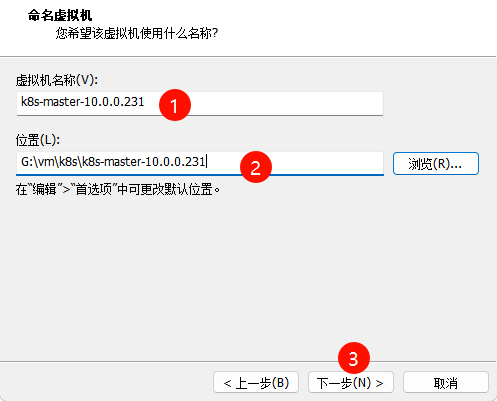 命名虚拟机
您希望该虚拟机使用什么名称?
虚拟机名称(V):
k8s-master-10.0.0.231
1
位置(L):
G:\vm\k8s\k8s-master-10.0.0.231
2
浏览(R)...
在“编辑”>“首选项”中可更改默认位置。
3
< 上一步(B)
下一步(N) >
取消